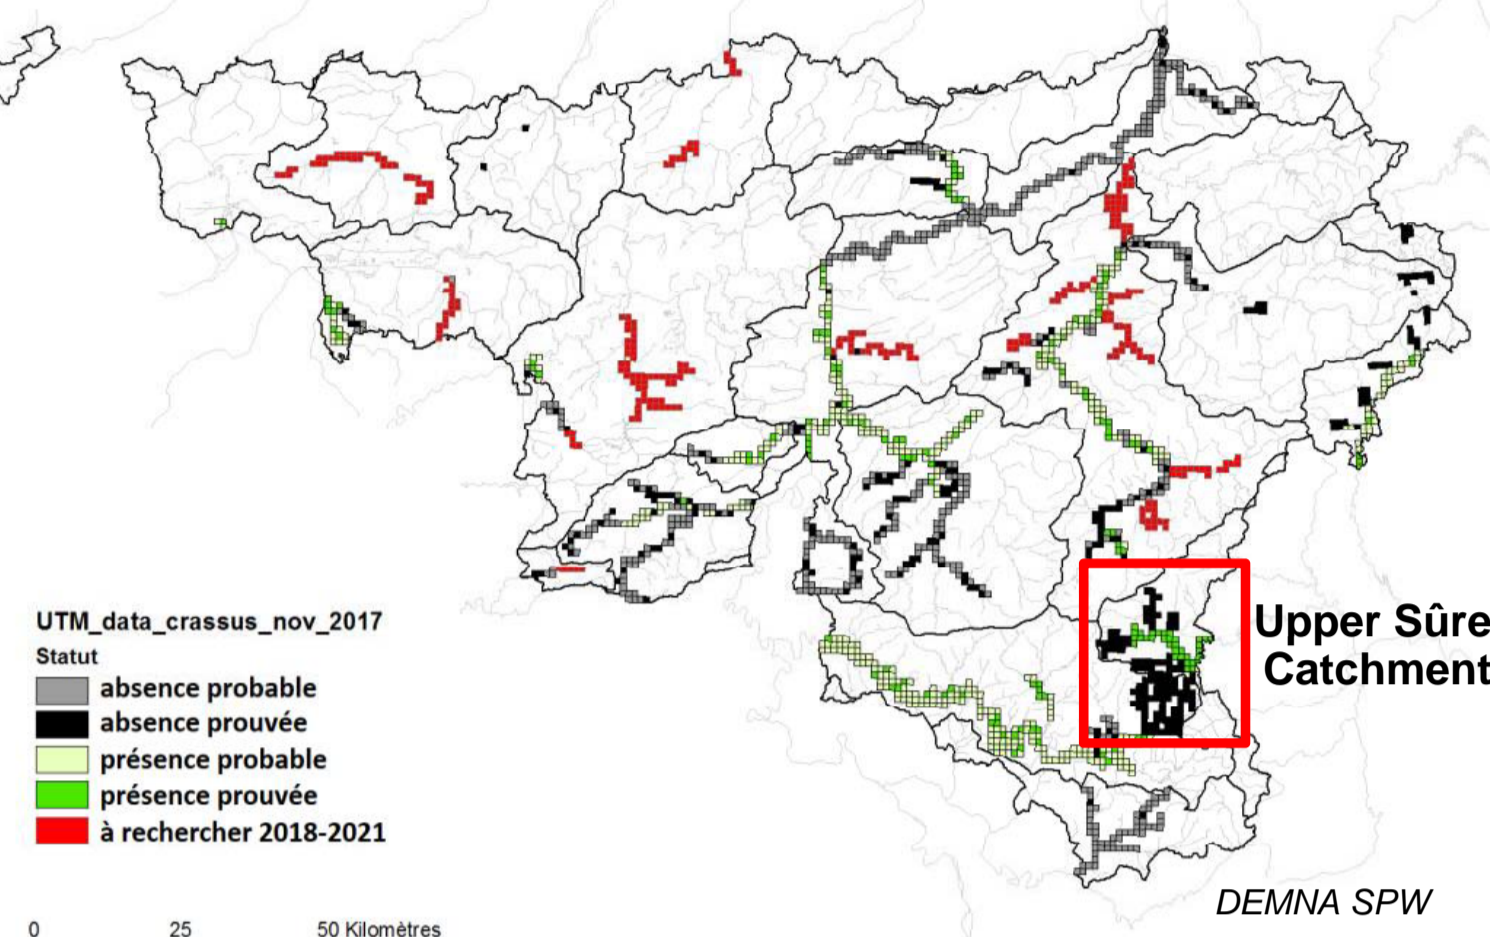 Upper Sûre
Catchment
UTM_data_crassus_nov_2017
Statut
absence probable
absence prouvée
présence probable
présence prouvée
à rechercher 2018-2021
DEMNA SPW
0 25 50 Kilomètres